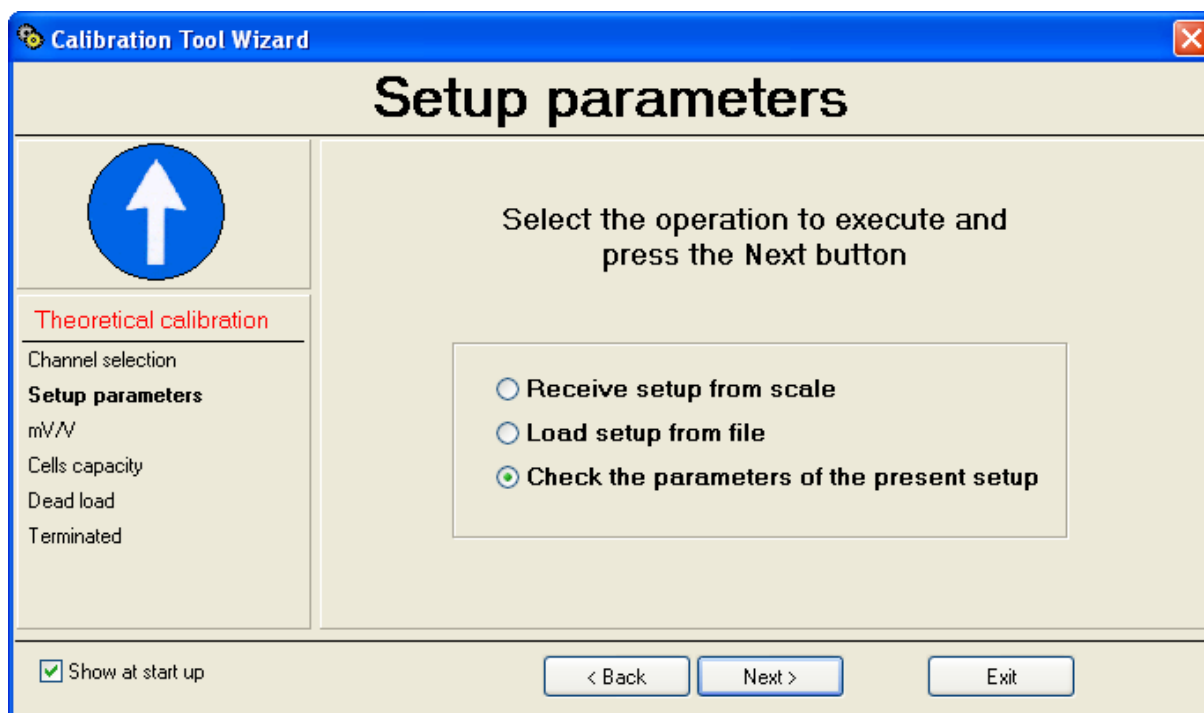 Calibration Tool Wizard
Setup parameters
Theoretical calibration
Channel selection
Setup parameters
mV/V
Cells capacity
Dead load
Terminated
Select the operation to execute and
press the Next button
Receive setup from scale
Load setup from file
Check the parameters of the present setup
Show at start up
< Back
Next >
Exit